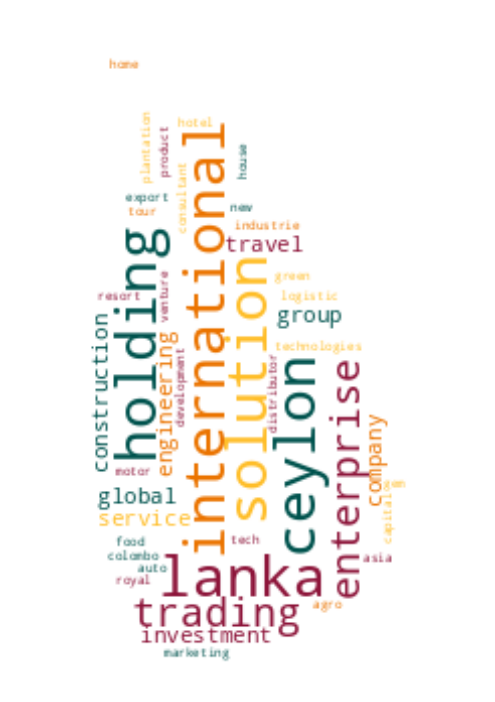 home
plantation
product
hotel
international
consultant
house
export
new
tour
industrie
holding
travel
solution
green
resort
venture
logistic
group
construction
engineering
development
technologies
distributor
ceylon
enterprise
company
motor
global
service
capital
food
tech
colombo
auto
asia
royal
lanka
trading
agro
investment
marketing